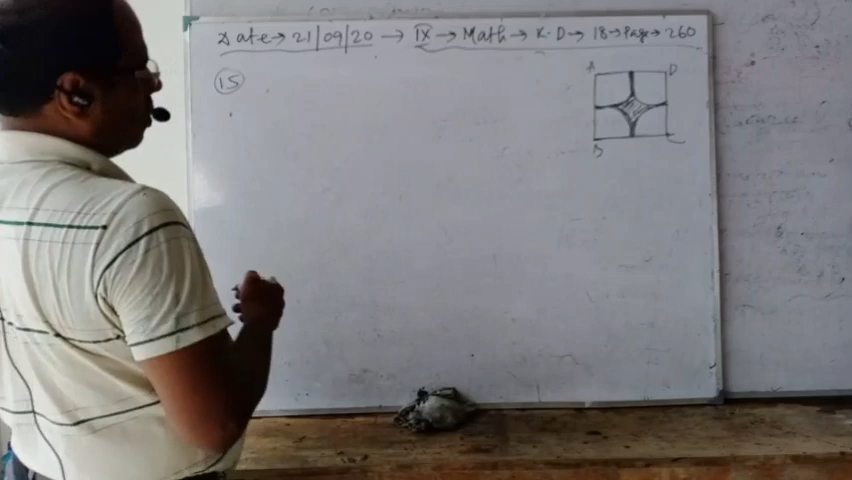 Date→ 21/09/20 → IX → Math → K.D → 18→Page→ 260
15
A D
B C